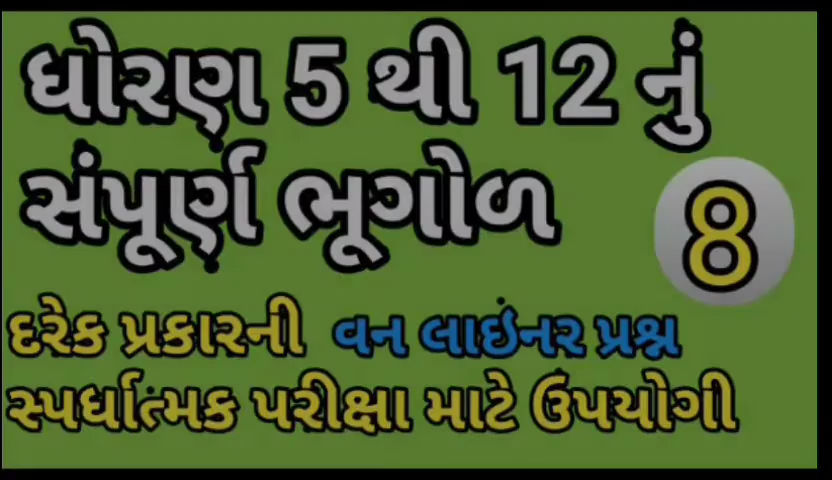 ધોરણ 5 થી 12 નું
સંપૂર્ણ ભૂગોળ
8
દરેક પ્રકારની વન લાઇનર પ્રશ્ન
સ્પર્ધાત્મક પરીક્ષા માટે ઉપયોગી